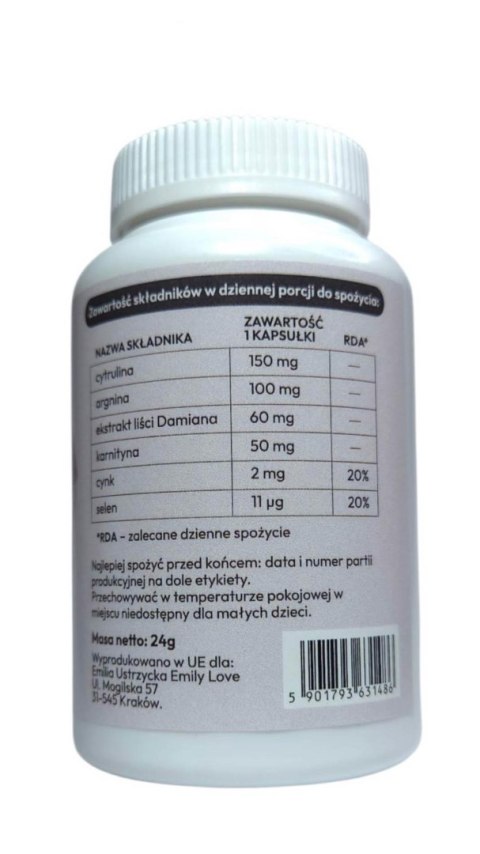 Zawartość składników w dziennej porcji do spożycia:
NAZWA SKŁADNIKA ZAWARTOŚĆ 1 KAPSUŁKI RDA*
cytrulina 150 mg —
arginina 100 mg —
ekstrakt liści Damiana 60 mg —
karnityna 50 mg —
cynk 2 mg 20%
selen 11 µg 20%
*RDA - zalecane dzienne spożycie
Najlepiej spożyć przed końcem: data i numer partii
produkcyjnej na dole etykiety.
Przechowywać w temperaturze pokojowej w
miejscu niedostępny dla małych dzieci.
Masa netto: 24g
Wyprodukowano w UE dla:
Emilia Ustrzycka Emily Love
Ul. Mogilska 57
31-545 Kraków.
5 901793 631486